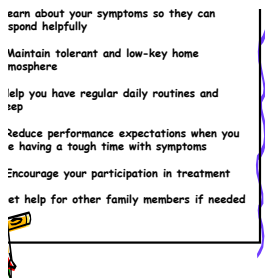 earn about your symptoms so they can
spond helpfully
Maintain tolerant and low-key home
mosphere
elp you have regular daily routines and
eep
Reduce performance expectations when you
e having a tough time with symptoms
Encourage your participation in treatment
et help for other family members if needed